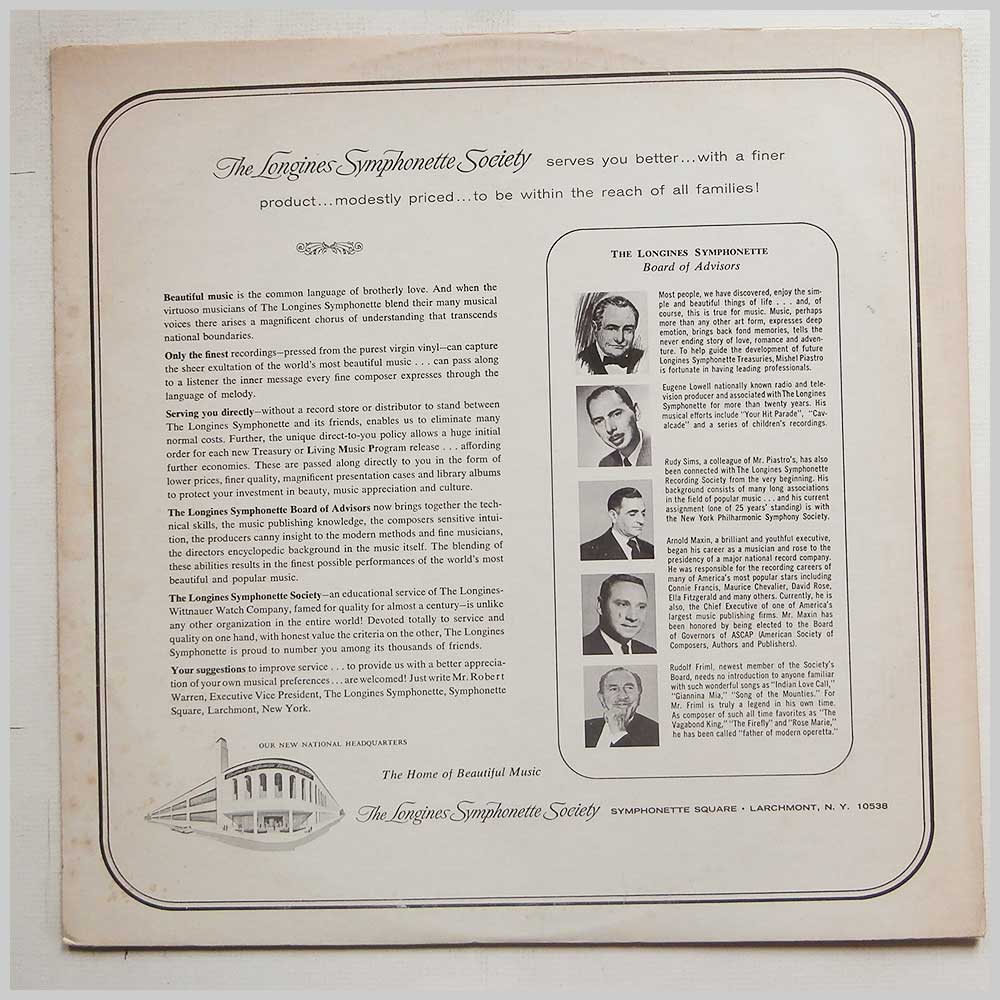 The Longines Symphonette Society serves you better...with a finer
product...modestly priced...to be within the reach of all families!
Beautiful music is the common language of brotherly love. And when the
virtuoso musicians of The Longines Symphonette blend their many musical
voices there arises a magnificent chorus of understanding that transcends
national boundaries.
Only the finest recordings—pressed from the purest virgin vinyl—can capture
the sheer exultation of the world's most beautiful music . . . can pass along
to a listener the inner message every fine composer expresses through the
language of melody.
Serving you directly—without a record store or distributor to stand between
The Longines Symphonette and its friends, enables us to eliminate many
normal costs. Further, the unique direct-to-you policy allows a huge initial
order for each new Treasury or Living Music Program release . . . affording
further economies. These are passed along directly to you in the form of
lower prices, finer quality, magnificent presentation cases and library albums
to protect your investment in beauty, music appreciation and culture.
The Longines Symphonette Board of Advisors now brings together the tech-
nical skills, the music publishing knowledge, the composers sensitive intui-
tion, the producers canny insight to the modern methods and fine musicians,
the directors encyclopedic background in the music itself. The blending of
these abilities results in the finest possible performances of the world's most
beautiful and popular music.
The Longines Symphonette Society—an educational service of The Longines-
Wittnauer Watch Company, famed for quality for almost a century—is unlike
any other organization in the entire world! Devoted totally to service and
quality on one hand, with honest value the criteria on the other, The Longines
Symphonette is proud to number you among its thousands of friends.
Your suggestions to improve service . . . to provide us with a better apprecia-
tion of your own musical preferences . . . are welcomed! Just write Mr. Robert
Warren, Executive Vice President, The Longines Symphonette, Symphonette
Square, Larchmont, New York.
THE LONGINES SYMPHONETTE
Board of Advisors
Most people, we have discovered, enjoy the sim-
ple and beautiful things of life . . . and, of
course, this is true for music. Music, perhaps
more than any other art form, expresses deep
emotion, brings back fond memories, tells the
never ending story of love, romance and adven-
ture. To help guide the development of future
Longines Symphonette Treasuries, Mishel Piastro
is fortunate in having leading professionals.
Eugene Lowell nationally known radio and tele-
vision producer and associated with The Longines
Symphonette for more than twenty years. His
musical efforts include "Your Hit Parade", "Cav-
alcade" and a series of children's recordings.
Rudy Sims, a colleague of Mr. Piastro's, has also
been connected with The Longines Symphonette
Recording Society from the very beginning. His
background consists of many long associations
in the field of popular music . . . and his current
assignment (one of 25 years' standing) is with
the New York Philharmonic Symphony Society.
Arnold Maxin, a brilliant and youthful executive,
began his career as a musician and rose to the
presidency of a major national record company.
He was responsible for the recording careers of
many of America's most popular stars including
Connie Francis, Maurice Chevalier, David Rose,
Ella Fitzgerald and many others. Currently, he is
also, the Chief Executive of one of America's
largest music publishing firms. Mr. Maxin has
been honored by being elected to the Board
of Governors of ASCAP (American Society of
Composers, Authors and Publishers).
Rudolf Friml, newest member of the Society's
Board, needs no introduction to anyone familiar
with such wonderful songs as "Indian Love Call,"
"Giannina Mia," "Song of the Mounties." For
Mr. Friml is truly a legend in his own time.
As composer of such all time favorites as "The
Vagabond King," "The Firefly" and "Rose Marie,"
he has been called "father of modern operetta."
OUR NEW NATIONAL HEADQUARTERS
The Home of Beautiful Music
The Longines Symphonette Society SYMPHONETTE SQUARE • LARCHMONT, N. Y. 10538